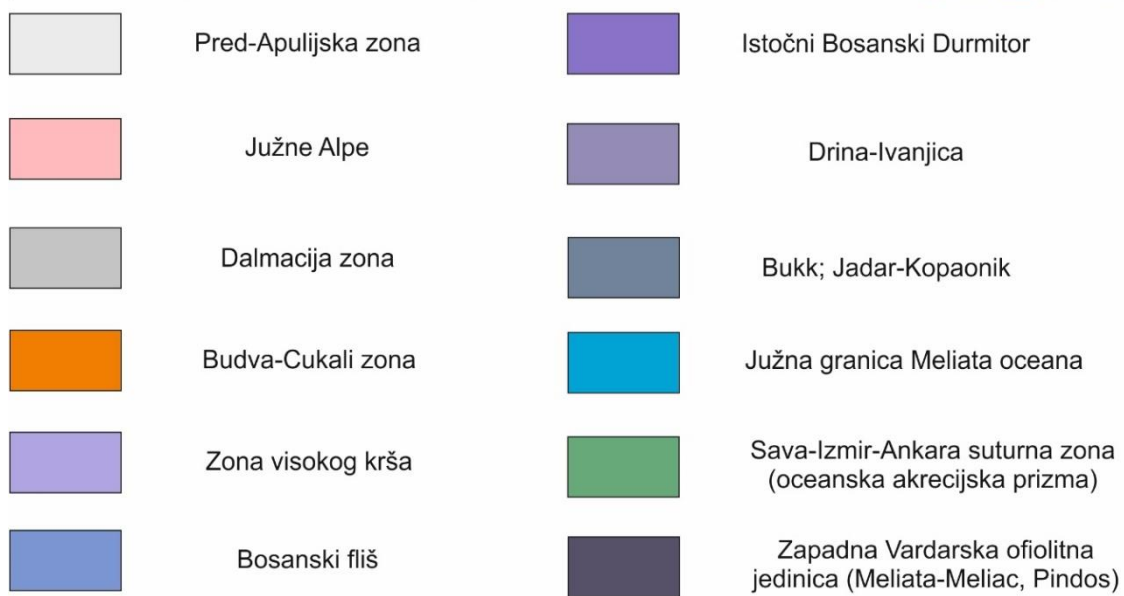 Pred-Apulijska zona
Južne Alpe
Dalmacija zona
Budva-Cukali zona
Zona visokog krša
Bosanski fliš
Istočni Bosanski Durmitor
Drina-Ivanjica
Bukk; Jadar-Kopaonik
Južna granica Meliata oceana
Sava-Izmir-Ankara suturna zona
(oceanska akrecijska prizma)
Zapadna Vardarska ofiolitna
jedinica (Meliata-Meliac, Pindos)